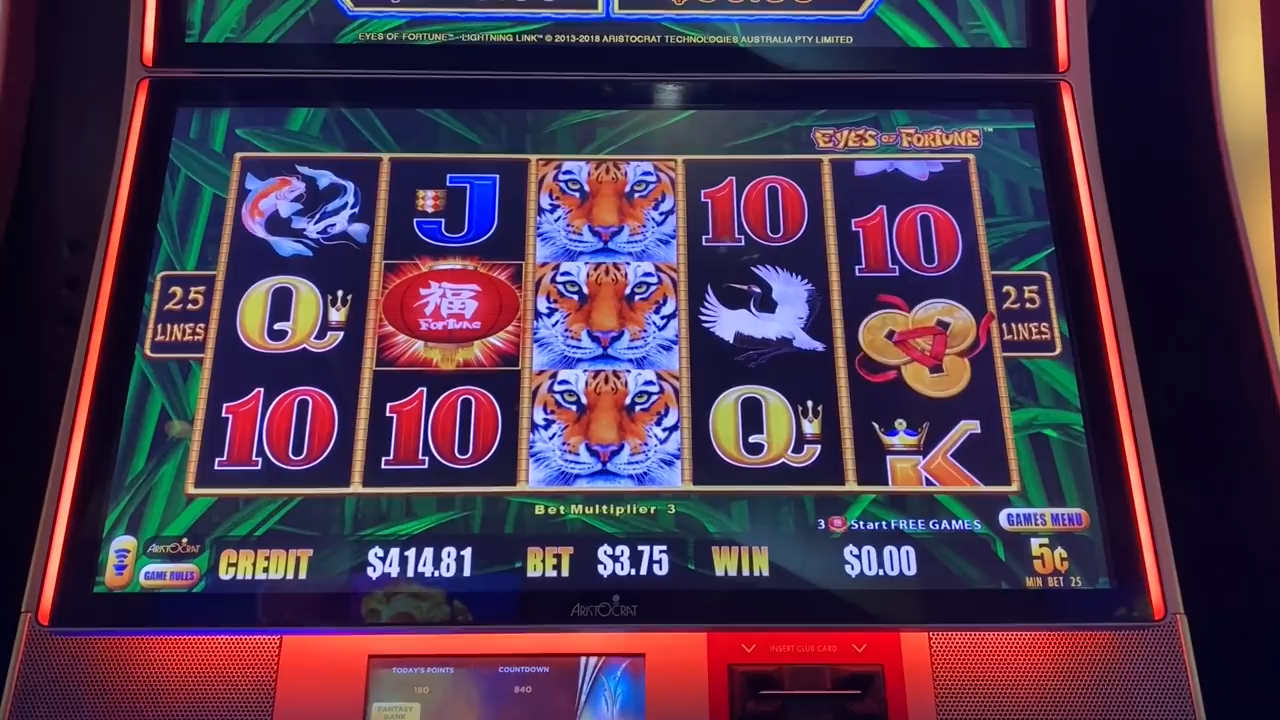 EYES OF FORTUNE™ - LIGHTNING LINK™ © 2013-2018 ARISTOCRAT TECHNOLOGIES AUSTRALIA PTY LIMITED
EYES OF FORTUNE™
J
10
10
25
LINES
Q
福
FORTUNE
25
LINES
10
10
Q
K
Bet Multiplier 3
3 Start FREE GAMES
GAMES MENU
ARISTOCRAT
GAME RULES
CREDIT $414.81 BET $3.75 WIN $0.00
5¢
MIN BET 25
ARISTOCRAT
INSERT CLUB CARD
TODAY'S POINTS COUNTDOWN
180 840
FANTASY
BANK